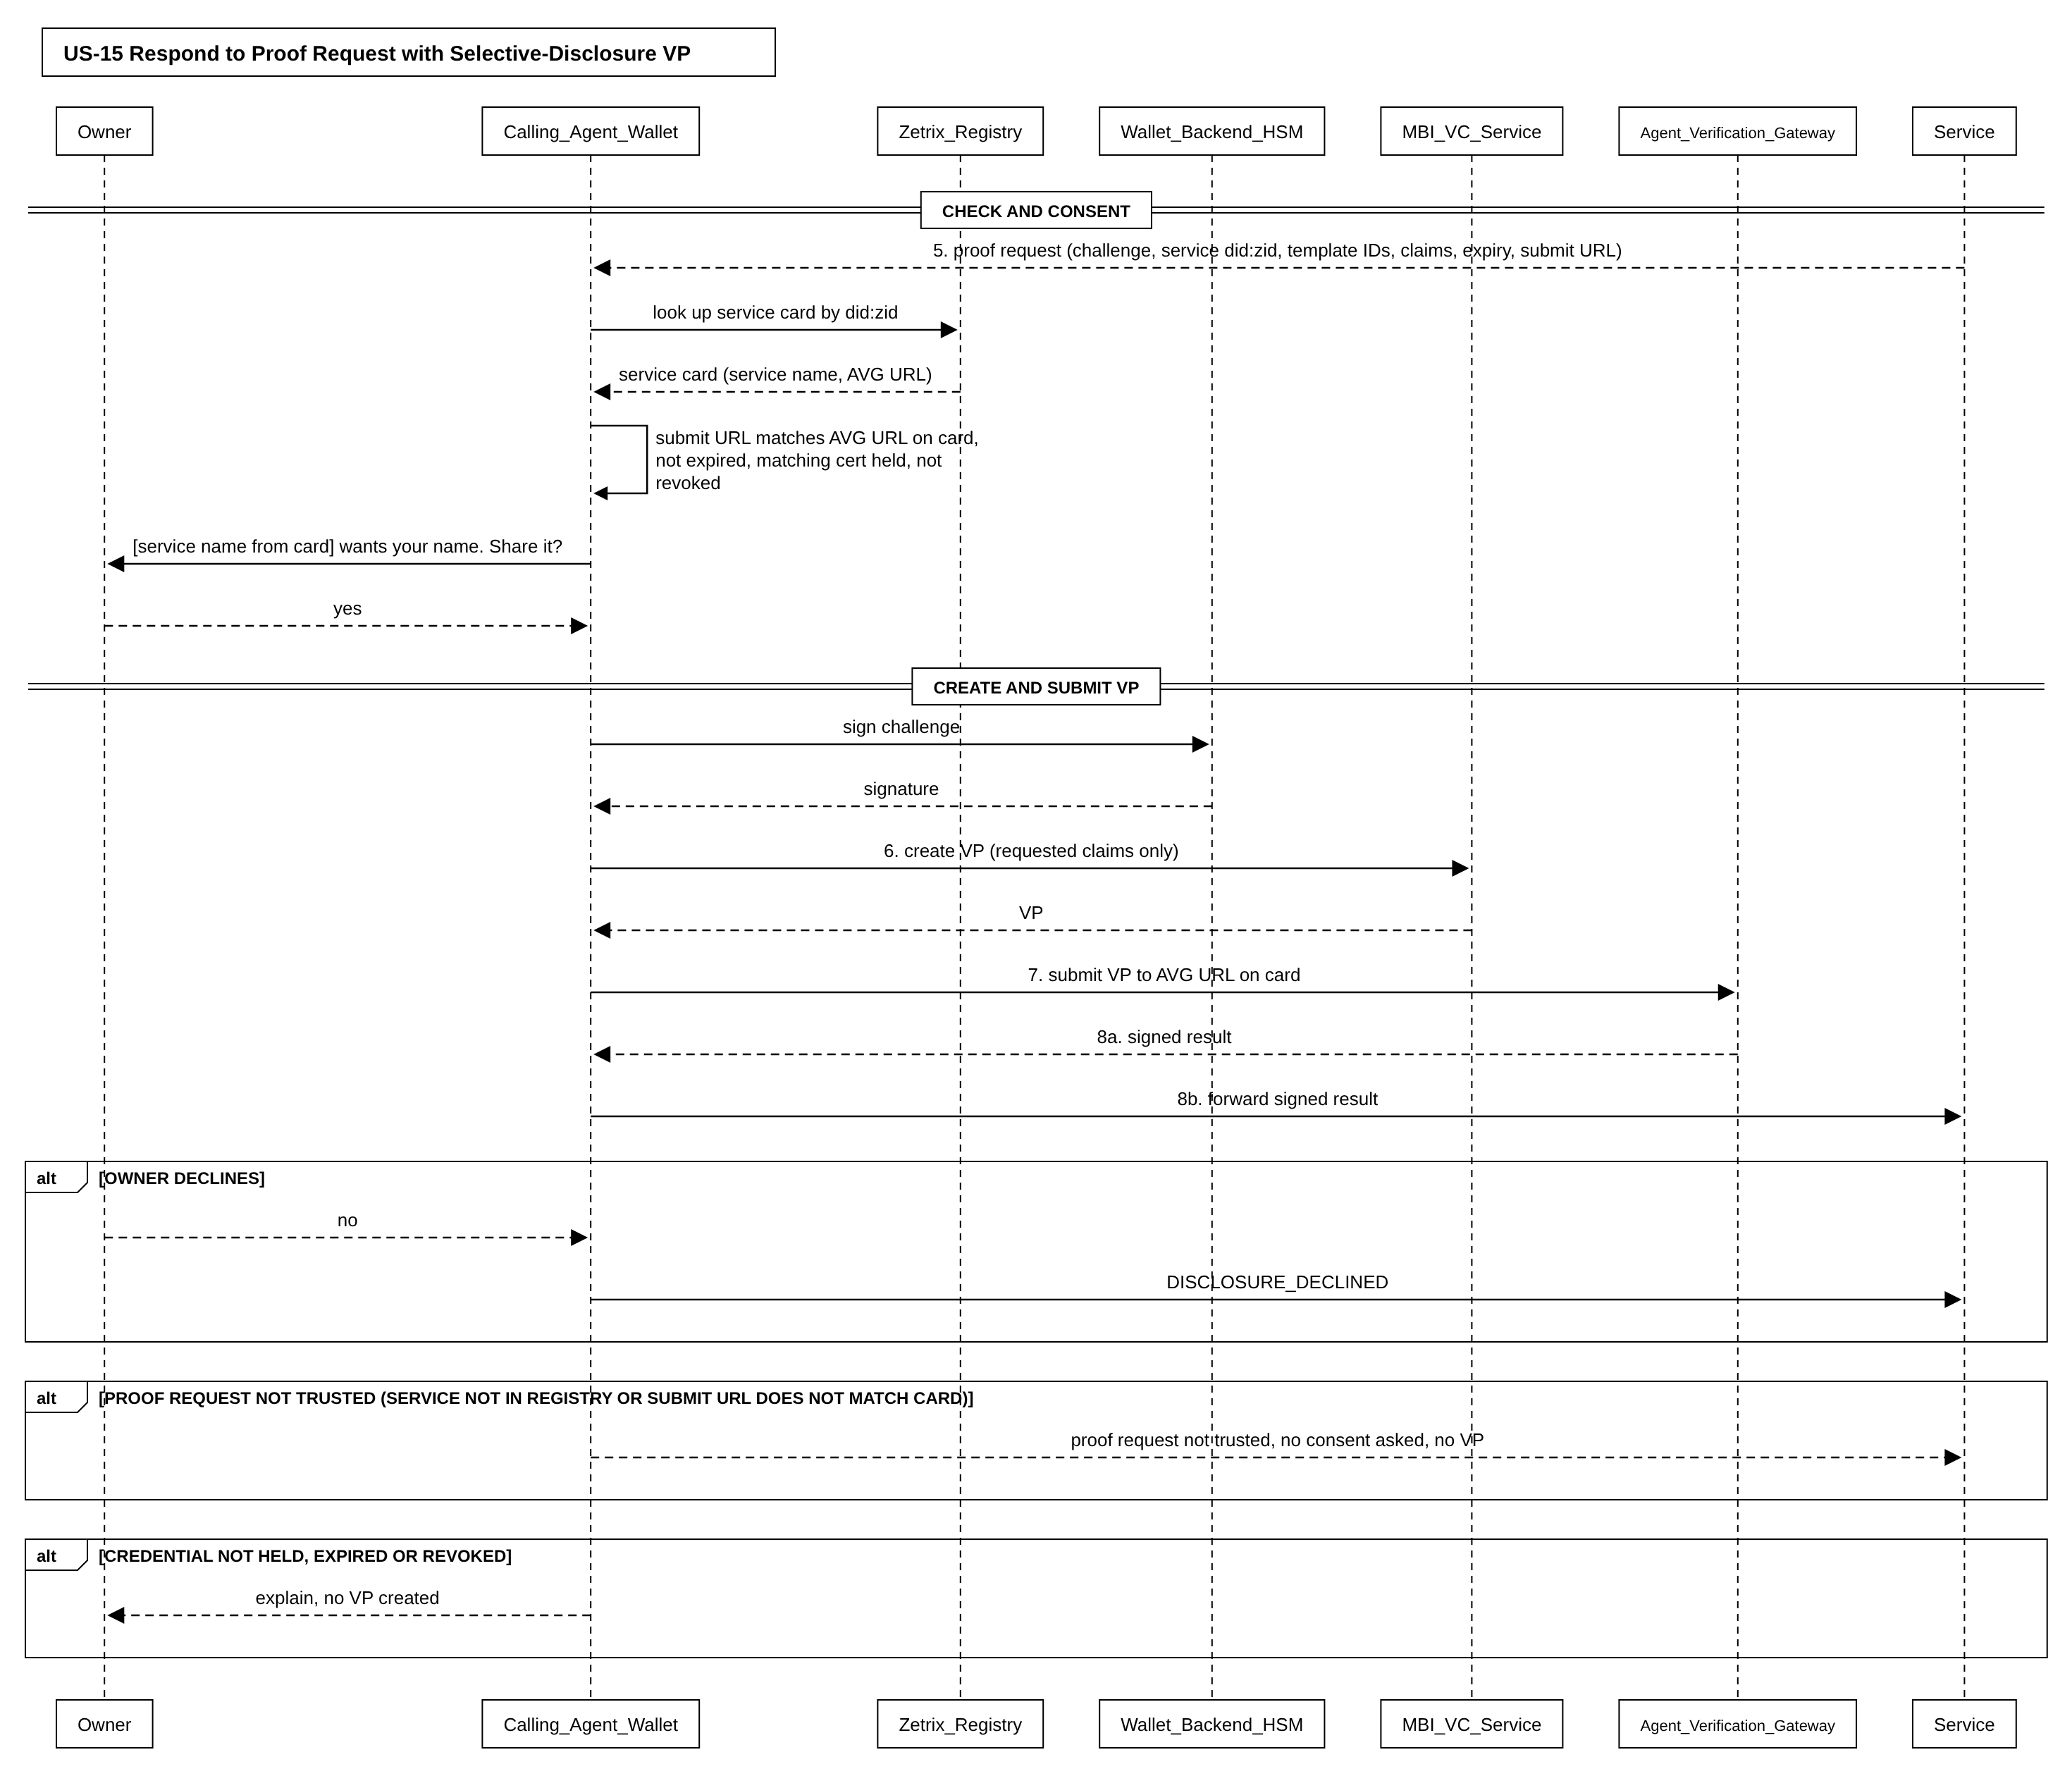 US-15 Respond to Proof Request with Selective-Disclosure VP
Owner
Calling_Agent_Wallet
Zetrix_Registry
Wallet_Backend_HSM
MBI_VC_Service
Agent_Verification_Gateway
Service
CHECK AND CONSENT
5. proof request (challenge, service did:zid, template IDs, claims, expiry, submit URL)
look up service card by did:zid
service card (service name, AVG URL)
submit URL matches AVG URL on card,
not expired, matching cert held, not
revoked
[service name from card] wants your name. Share it?
yes
CREATE AND SUBMIT VP
sign challenge
signature
6. create VP (requested claims only)
VP
7. submit VP to AVG URL on card
8a. signed result
8b. forward signed result
alt [OWNER DECLINES]
no
DISCLOSURE_DECLINED
alt [PROOF REQUEST NOT TRUSTED (SERVICE NOT IN REGISTRY OR SUBMIT URL DOES NOT MATCH CARD)]
proof request not trusted, no consent asked, no VP
alt [CREDENTIAL NOT HELD, EXPIRED OR REVOKED]
explain, no VP created
Owner
Calling_Agent_Wallet
Zetrix_Registry
Wallet_Backend_HSM
MBI_VC_Service
Agent_Verification_Gateway
Service